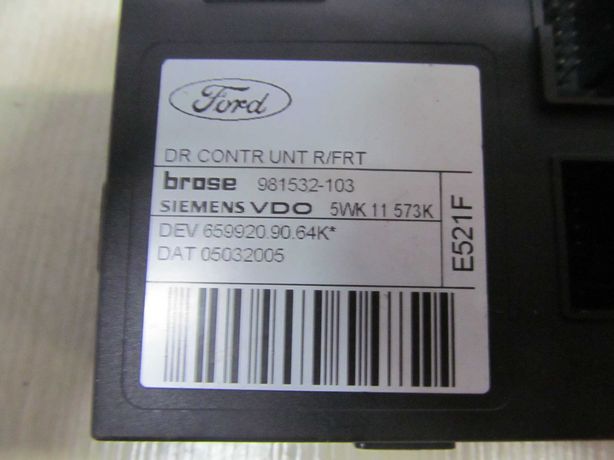 Ford
DR CONTR UNT R/FRT
brose 981532-103
SIEMENS VDO 5WK 11 573K
DEV 659920.90.64K*
DAT 05032005
E521F